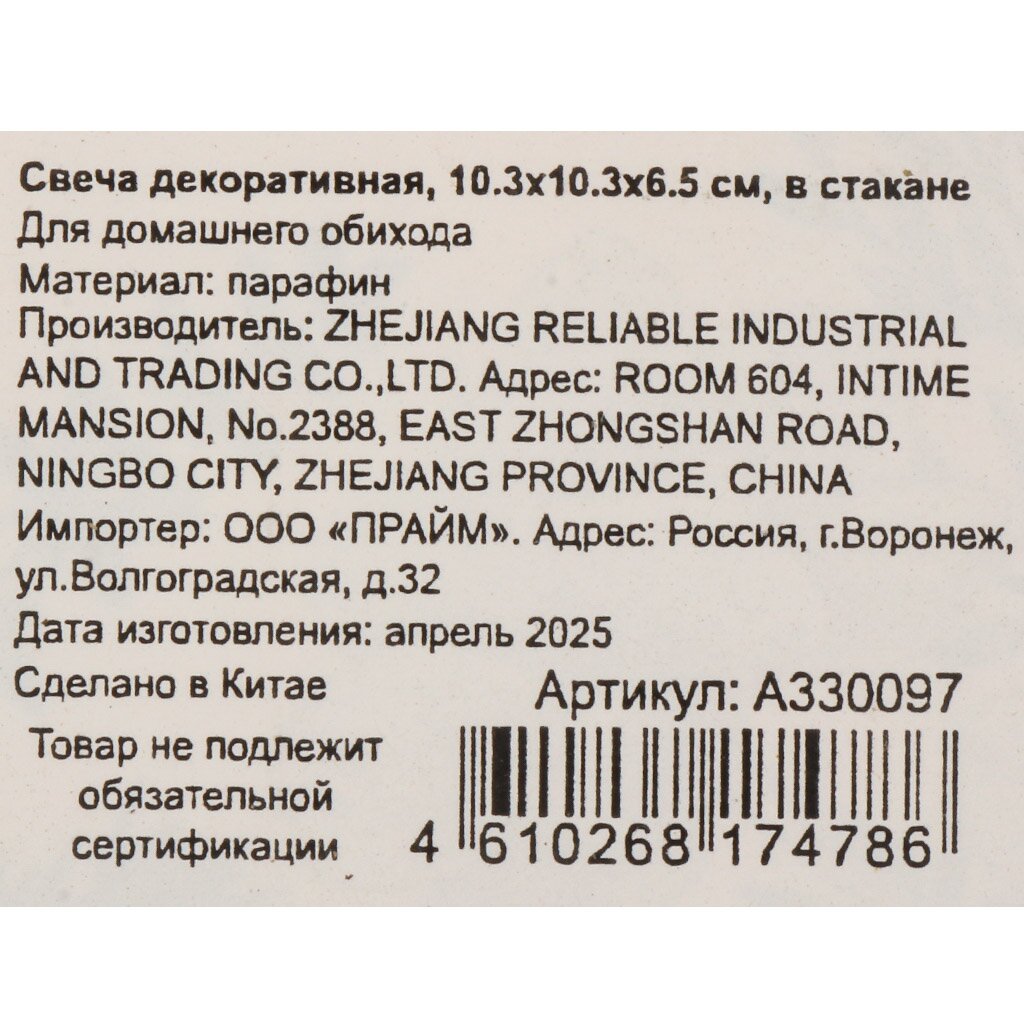 Свеча декоративная, 10.3х10.3х6.5 см, в стакане
Для домашнего обихода
Материал: парафин
Производитель: ZHEJIANG RELIABLE INDUSTRIAL
AND TRADING CO.,LTD. Адрес: ROOM 604, INTIME
MANSION, No.2388, EAST ZHONGSHAN ROAD,
NINGBO CITY, ZHEJIANG PROVINCE, CHINA
Импортер: ООО «ПРАЙМ». Адрес: Россия, г.Воронеж,
ул.Волгоградская, д.32
Дата изготовления: апрель 2025
Сделано в Китае
Артикул: А330097
Товар не подлежит
обязательной
сертификации
4 610268 174786